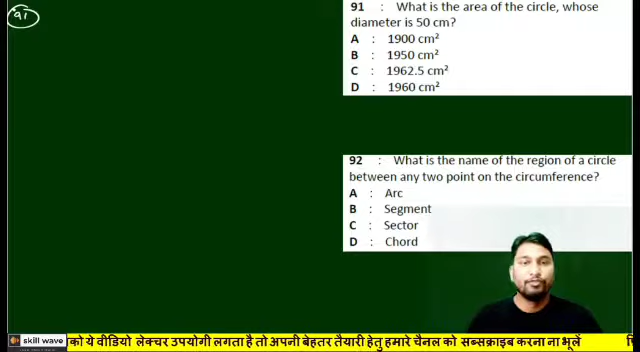 91
91 : What is the area of the circle, whose
diameter is 50 cm?
A : 1900 cm²
B : 1950 cm²
C : 1962.5 cm²
D : 1960 cm²
92 : What is the name of the region of a circle
between any two point on the circumference?
A : Arc
B : Segment
C : Sector
D : Chord
skill wave को ये वीडियो लेक्चर उपयोगी लगता है तो अपनी बेहतर तैयारी हेतु हमारे चैनल को सब्सक्राइब करना ना भूलें